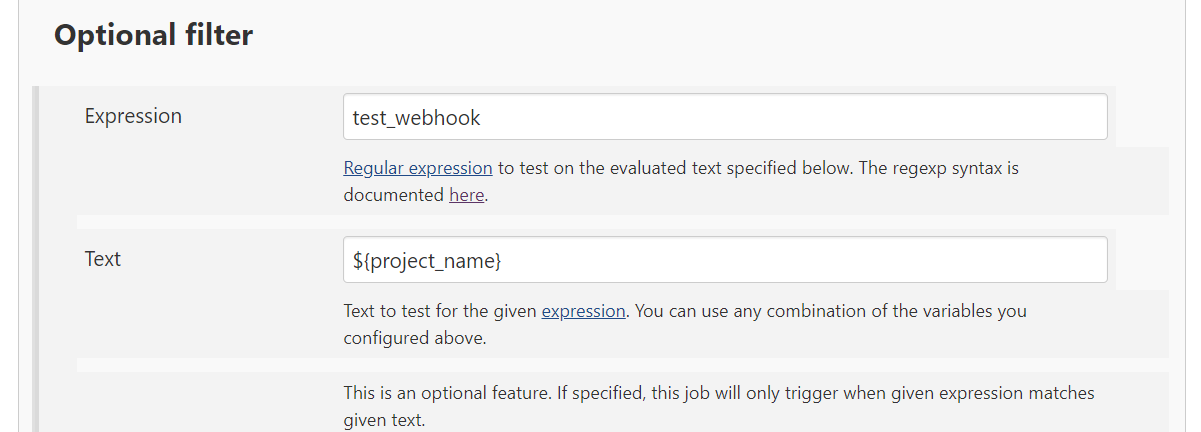 Optional filter
Expression
test_webhook
Regular expression to test on the evaluated text specified below. The regexp syntax is
documented here.
Text
${project_name}
Text to test for the given expression. You can use any combination of the variables you
configured above.
This is an optional feature. If specified, this job will only trigger when given expression matches
given text.